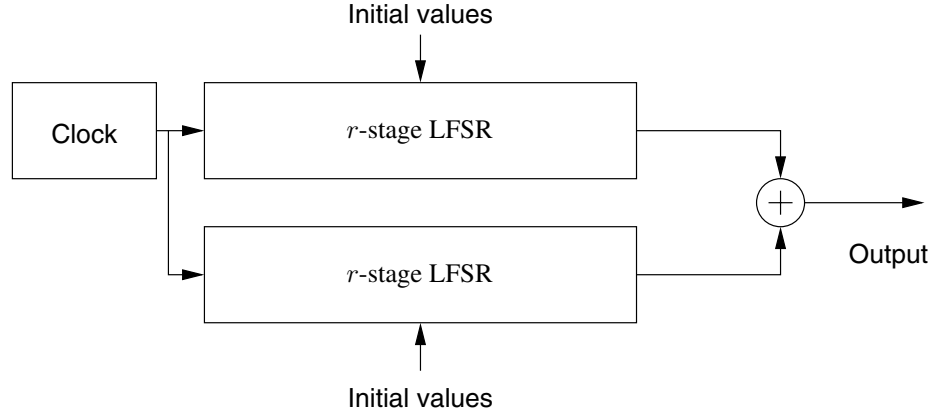 Initial values
Clock
r-stage LFSR
+
r-stage LFSR
Output
Initial values